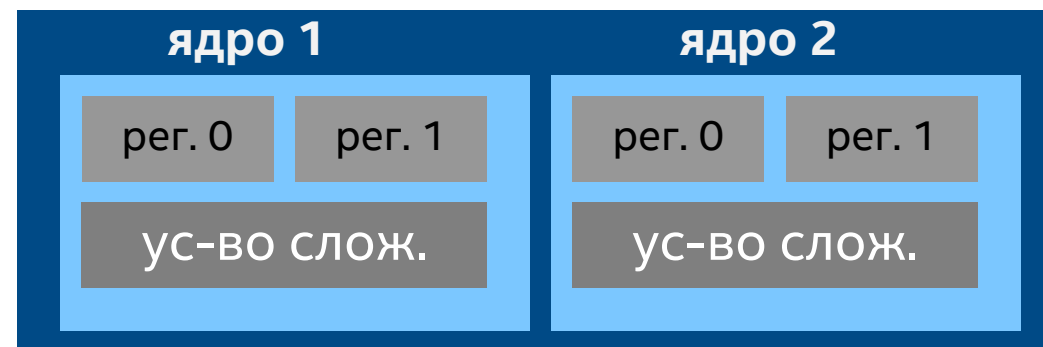 ядро 1 ядро 2
рег. 0 рег. 1 рег. 0 рег. 1
ус-во слож. ус-во слож.